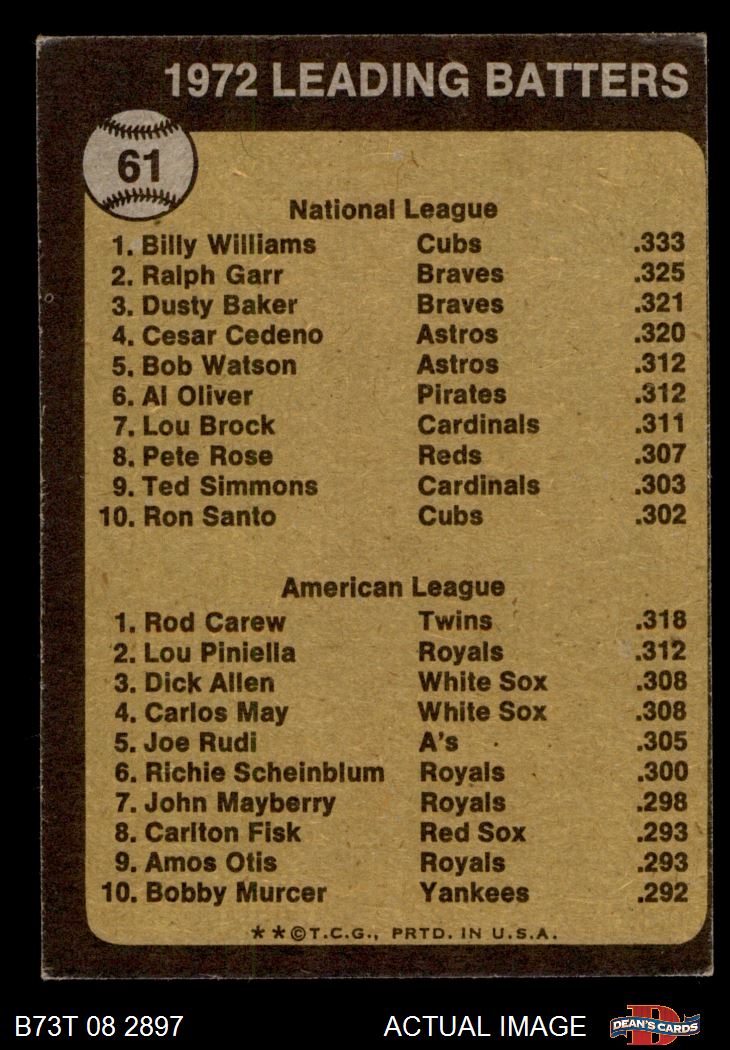 1972 LEADING BATTERS
61
National League
1. Billy Williams Cubs .333
2. Ralph Garr Braves .325
3. Dusty Baker Braves .321
4. Cesar Cedeno Astros .320
5. Bob Watson Astros .312
6. Al Oliver Pirates .312
7. Lou Brock Cardinals .311
8. Pete Rose Reds .307
9. Ted Simmons Cardinals .303
10. Ron Santo Cubs .302
American League
1. Rod Carew Twins .318
2. Lou Piniella Royals .312
3. Dick Allen White Sox .308
4. Carlos May White Sox .308
5. Joe Rudi A's .305
6. Richie Scheinblum Royals .300
7. John Mayberry Royals .298
8. Carlton Fisk Red Sox .293
9. Amos Otis Royals .293
10. Bobby Murcer Yankees .292
**©T.C.G., PRTD. IN U.S.A.
B73T 08 2897 ACTUAL IMAGE DEAN'S CARDS